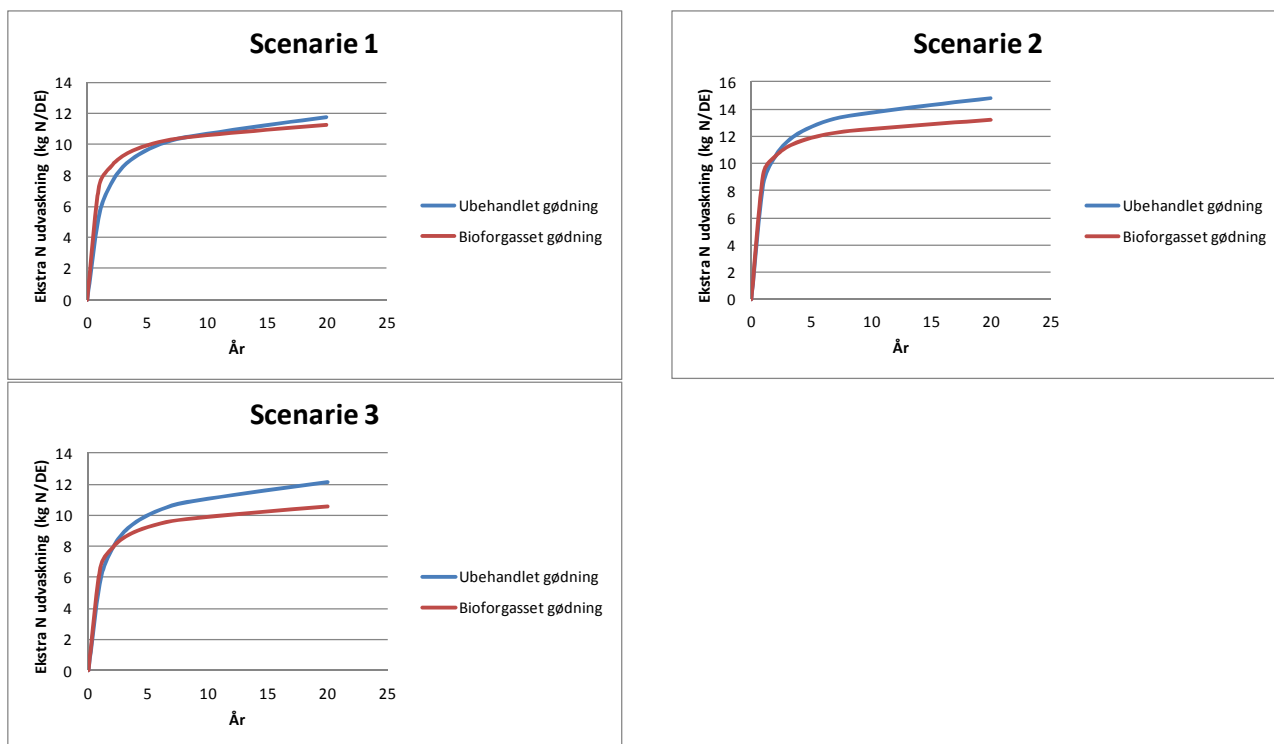 Scenarie 1
Ekstra N udvaskning (kg N/DE)
14
12
10
8
6
4
2
0
0 5 10 15 20 25
År
Ubehandlet gødning
Bioforgasset gødning
Scenarie 2
Ekstra N udvaskning (kg N/DE)
16
14
12
10
8
6
4
2
0
0 5 10 15 20 25
År
Ubehandlet gødning
Bioforgasset gødning
Scenarie 3
Ekstra N udvaskning (kg N/DE)
14
12
10
8
6
4
2
0
0 5 10 15 20 25
År
Ubehandlet gødning
Bioforgasset gødning